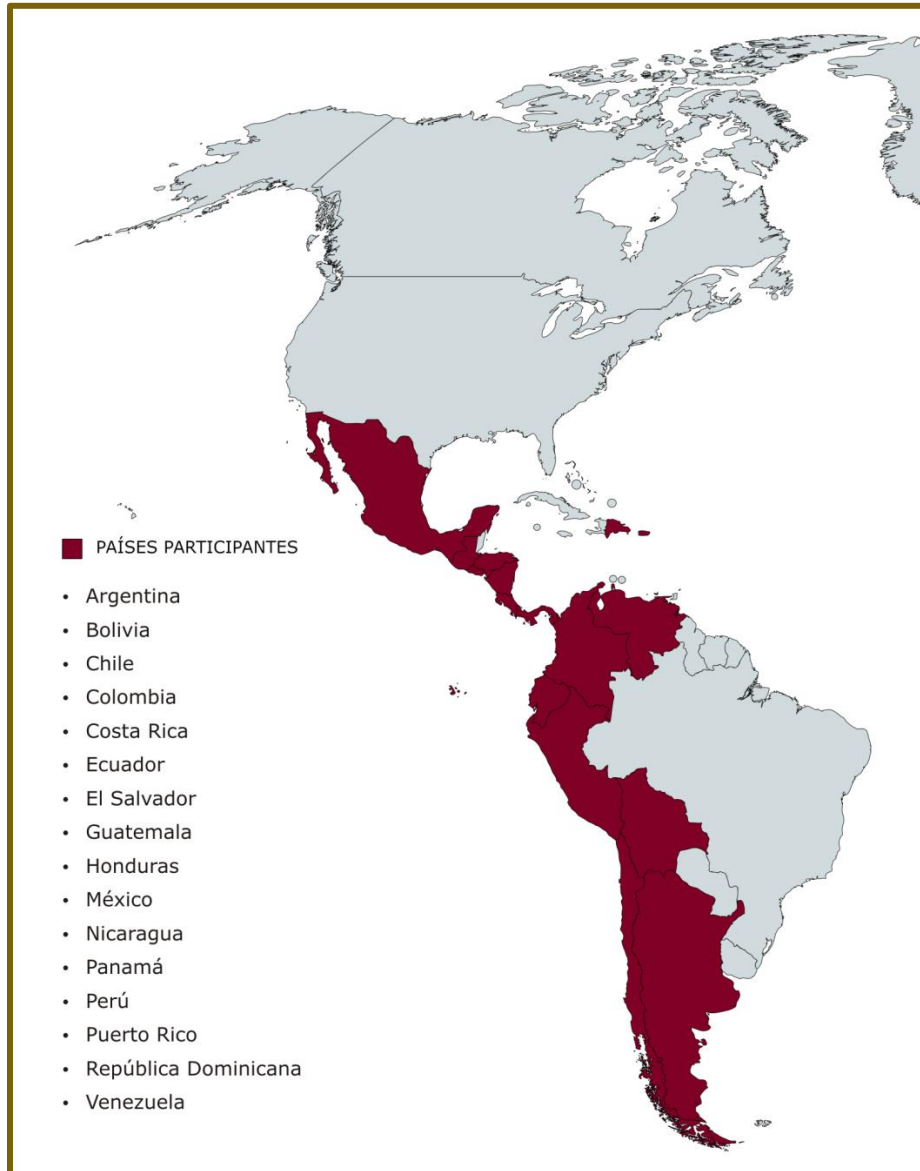 PAÍSES PARTICIPANTES
• Argentina
• Bolivia
• Chile
• Colombia
• Costa Rica
• Ecuador
• El Salvador
• Guatemala
• Honduras
• México
• Nicaragua
• Panamá
• Perú
• Puerto Rico
• República Dominicana
• Venezuela